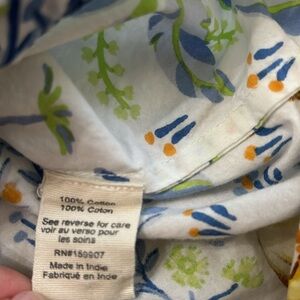 100% Cotton
100% Coton
See reverse for care
voir au verso pour
les soins
RN#159907
Made in India
Fabriqué en Inde